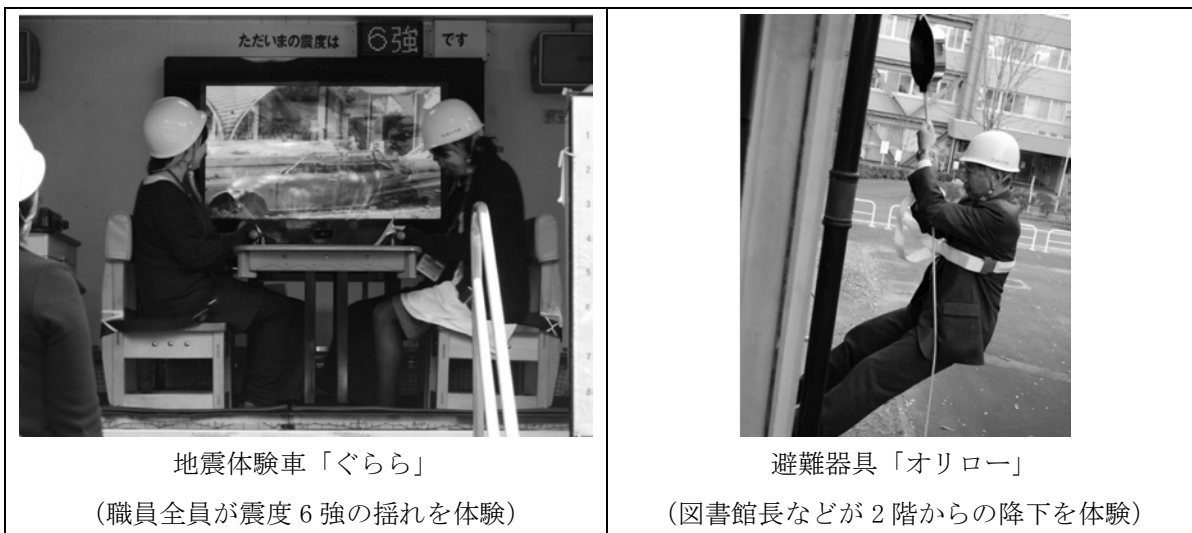 ただいまの震度は 6強 です
地震体験車「ぐらら」
(職員全員が震度 6 強の揺れを体験)
避難器具「オリロー」
(図書館長などが 2 階からの降下を体験)